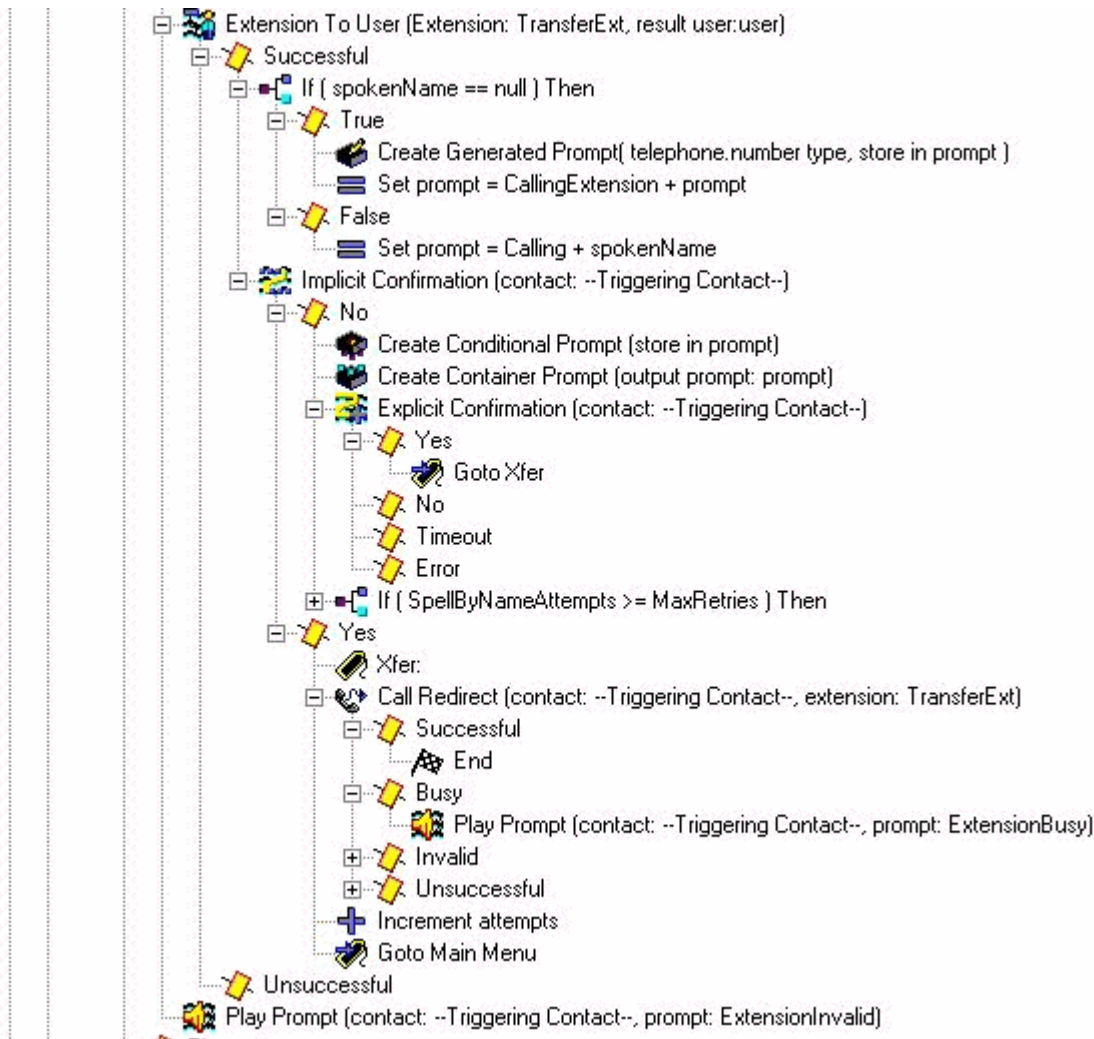 Extension To User (Extension: TransferExt, result user:user)
Successful
If ( spokenName == null ) Then
True
Create Generated Prompt( telephone.number type, store in prompt )
Set prompt = CallingExtension + prompt
False
Set prompt = Calling + spokenName
Implicit Confirmation (contact: --Triggering Contact--)
No
Create Conditional Prompt (store in prompt)
Create Container Prompt (output prompt: prompt)
Explicit Confirmation (contact: --Triggering Contact--)
Yes
Goto Xfer
No
Timeout
Error
If ( SpellByNameAttempts >= MaxRetries ) Then
Yes
Xfer:
Call Redirect (contact: --Triggering Contact--, extension: TransferExt)
Successful
End
Busy
Play Prompt (contact: --Triggering Contact--, prompt: ExtensionBusy)
Invalid
Unsuccessful
Increment attempts
Goto Main Menu
Unsuccessful
Play Prompt (contact: --Triggering Contact--, prompt: ExtensionInvalid)